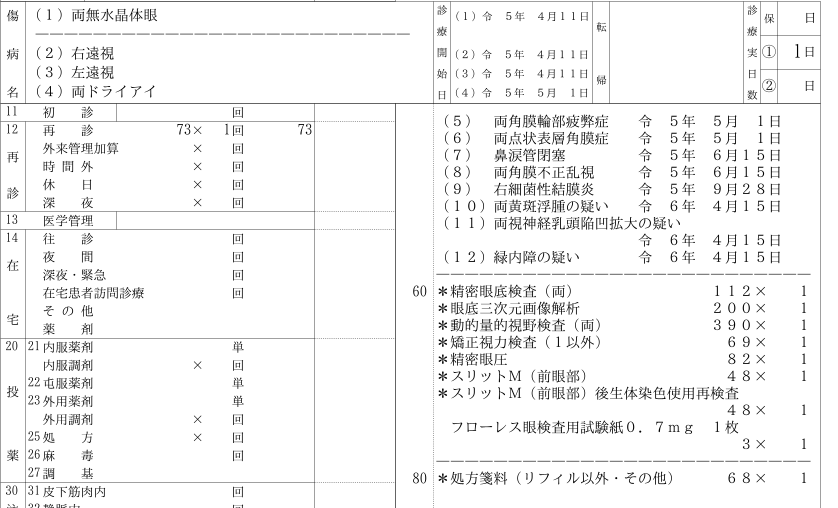 傷病名
(1)両無水晶体眼
(2)右遠視
(3)左遠視
(4)両ドライアイ
診療開始日
(1)令 5年 4月11日
(2)令 5年 4月11日
(3)令 5年 4月11日
(4)令 5年 5月 1日
転帰
診療実日数
保 日
① 1日
② 日
11 初 診 回
12 再 診 73× 1回 73
再診
外来管理加算 × 回
時 間 外 × 回
休 日 × 回
深 夜 × 回
13 医学管理
14 往 診 回
在宅
夜 間 回
深夜・緊急 回
在宅患者訪問診療 回
そ の 他
薬 剤
20 21 内服薬剤 単
投薬
内服調剤 × 回
22 屯服薬剤 単
23 外用薬剤 単
外用調剤 × 回
25 処 方 × 回
26 麻 毒 回
27 調 基
30 31 皮下筋肉内 回
(5) 両角膜輪部疲弊症 令 5年 5月 1日
(6) 両点状表層角膜症 令 5年 5月 1日
(7) 鼻涙管閉塞 令 5年 6月15日
(8) 両角膜不正乱視 令 5年 6月15日
(9) 右細菌性結膜炎 令 5年 9月28日
(10)両黄斑浮腫の疑い 令 6年 4月15日
(11)両視神経乳頭陥凹拡大の疑い
令 6年 4月15日
(12)緑内障の疑い 令 6年 4月15日
60 *精密眼底検査(両) 112× 1
*眼底三次元画像解析 200× 1
*動的量的視野検査(両) 390× 1
*矯正視力検査(1以外) 69× 1
*精密眼圧 82× 1
*スリットM(前眼部) 48× 1
*スリットM(前眼部)後生体染色使用再検査
48× 1
フローレス眼検査用試験紙0.7mg 1枚
3× 1
80 *処方箋料(リフィル以外・その他) 68× 1